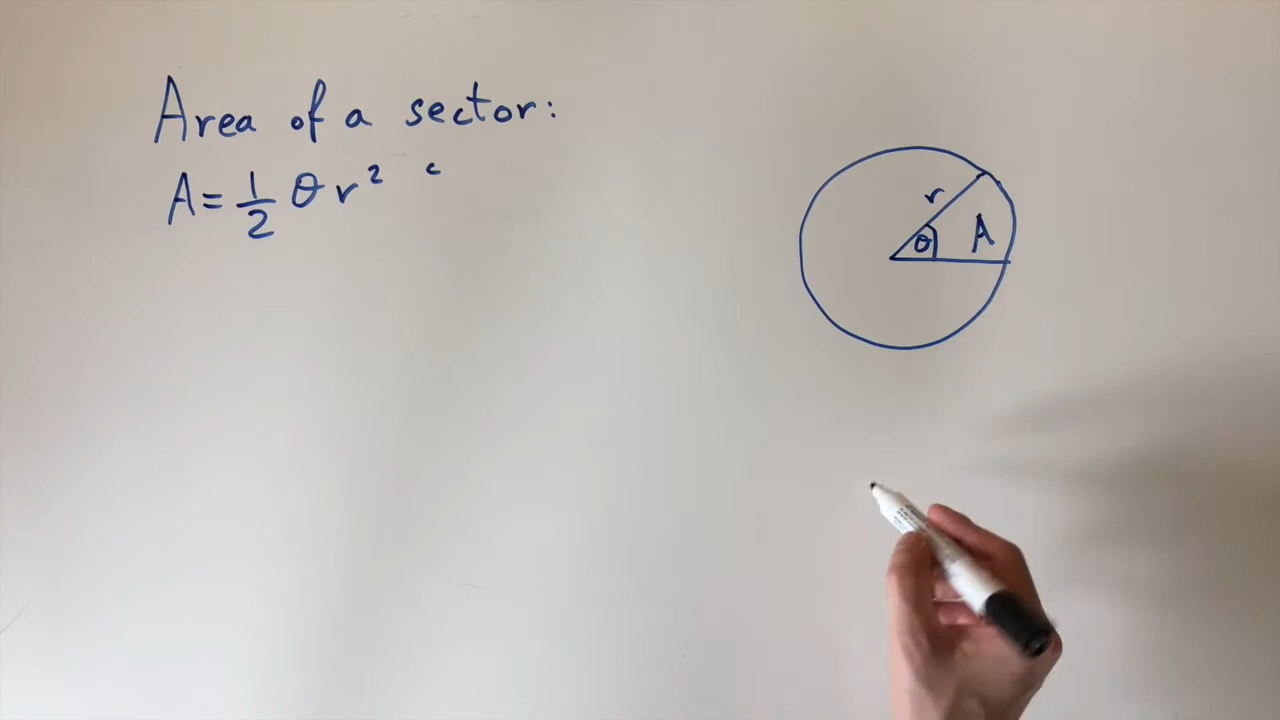 Area of a sector:
A = 1/2 θ r² c
r
θ
A